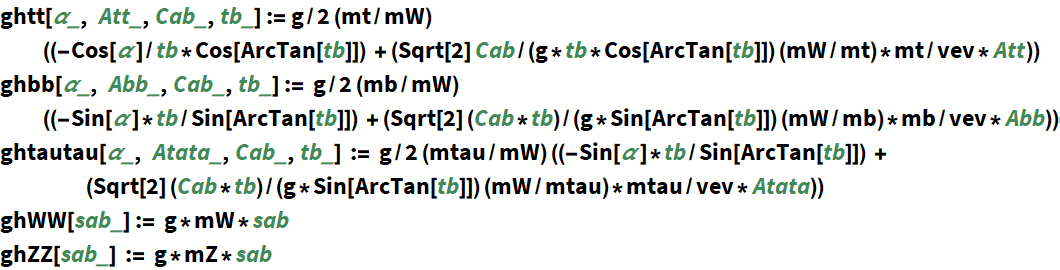 ghtt[α_, Att_, Cab_, tb_] := g/2 (mt/mW)
((-Cos[α]/tb*Cos[ArcTan[tb]]) + (Sqrt[2] Cab/(g*tb*Cos[ArcTan[tb]]) (mW/mt)*mt/vev*Att))
ghbb[α_, Abb_, Cab_, tb_] := g/2 (mb/mW)
((-Sin[α]*tb/Sin[ArcTan[tb]]) + (Sqrt[2] (Cab*tb)/(g*Sin[ArcTan[tb]]) (mW/mb)*mb/vev*Abb))
ghtautau[α_, Atata_, Cab_, tb_] := g/2 (mtau/mW) ((-Sin[α]*tb/Sin[ArcTan[tb]]) +
(Sqrt[2] (Cab*tb)/(g*Sin[ArcTan[tb]]) (mW/mtau)*mtau/vev*Atata))
ghWW[sab_] := g*mW*sab
ghZZ[sab_] := g*mZ*sab